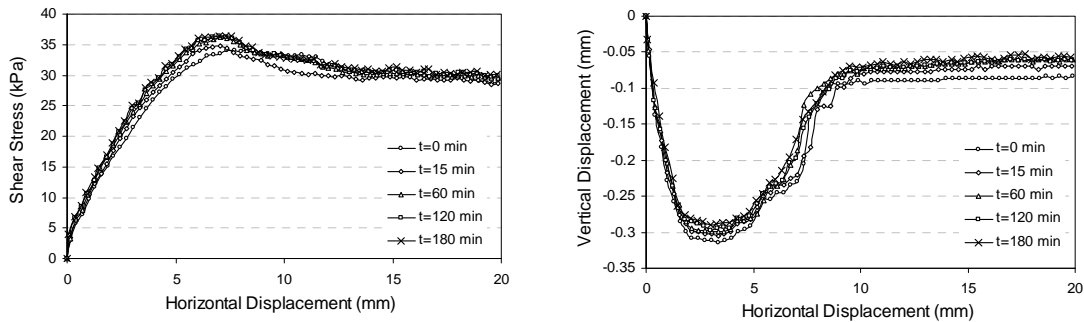 40
35
30
25
20
15
10
5
0
Shear Stress (kPa)
t=0 min
t=15 min
t=60 min
t=120 min
t=180 min
0 5 10 15 20
Horizontal Displacement (mm)
0
-0.05
-0.1
-0.15
-0.2
-0.25
-0.3
-0.35
Vertical Displacement (mm)
t=0 min
t=15 min
t=60 min
t=120 min
t=180 min
0 5 10 15 20
Horizontal Displacement (mm)